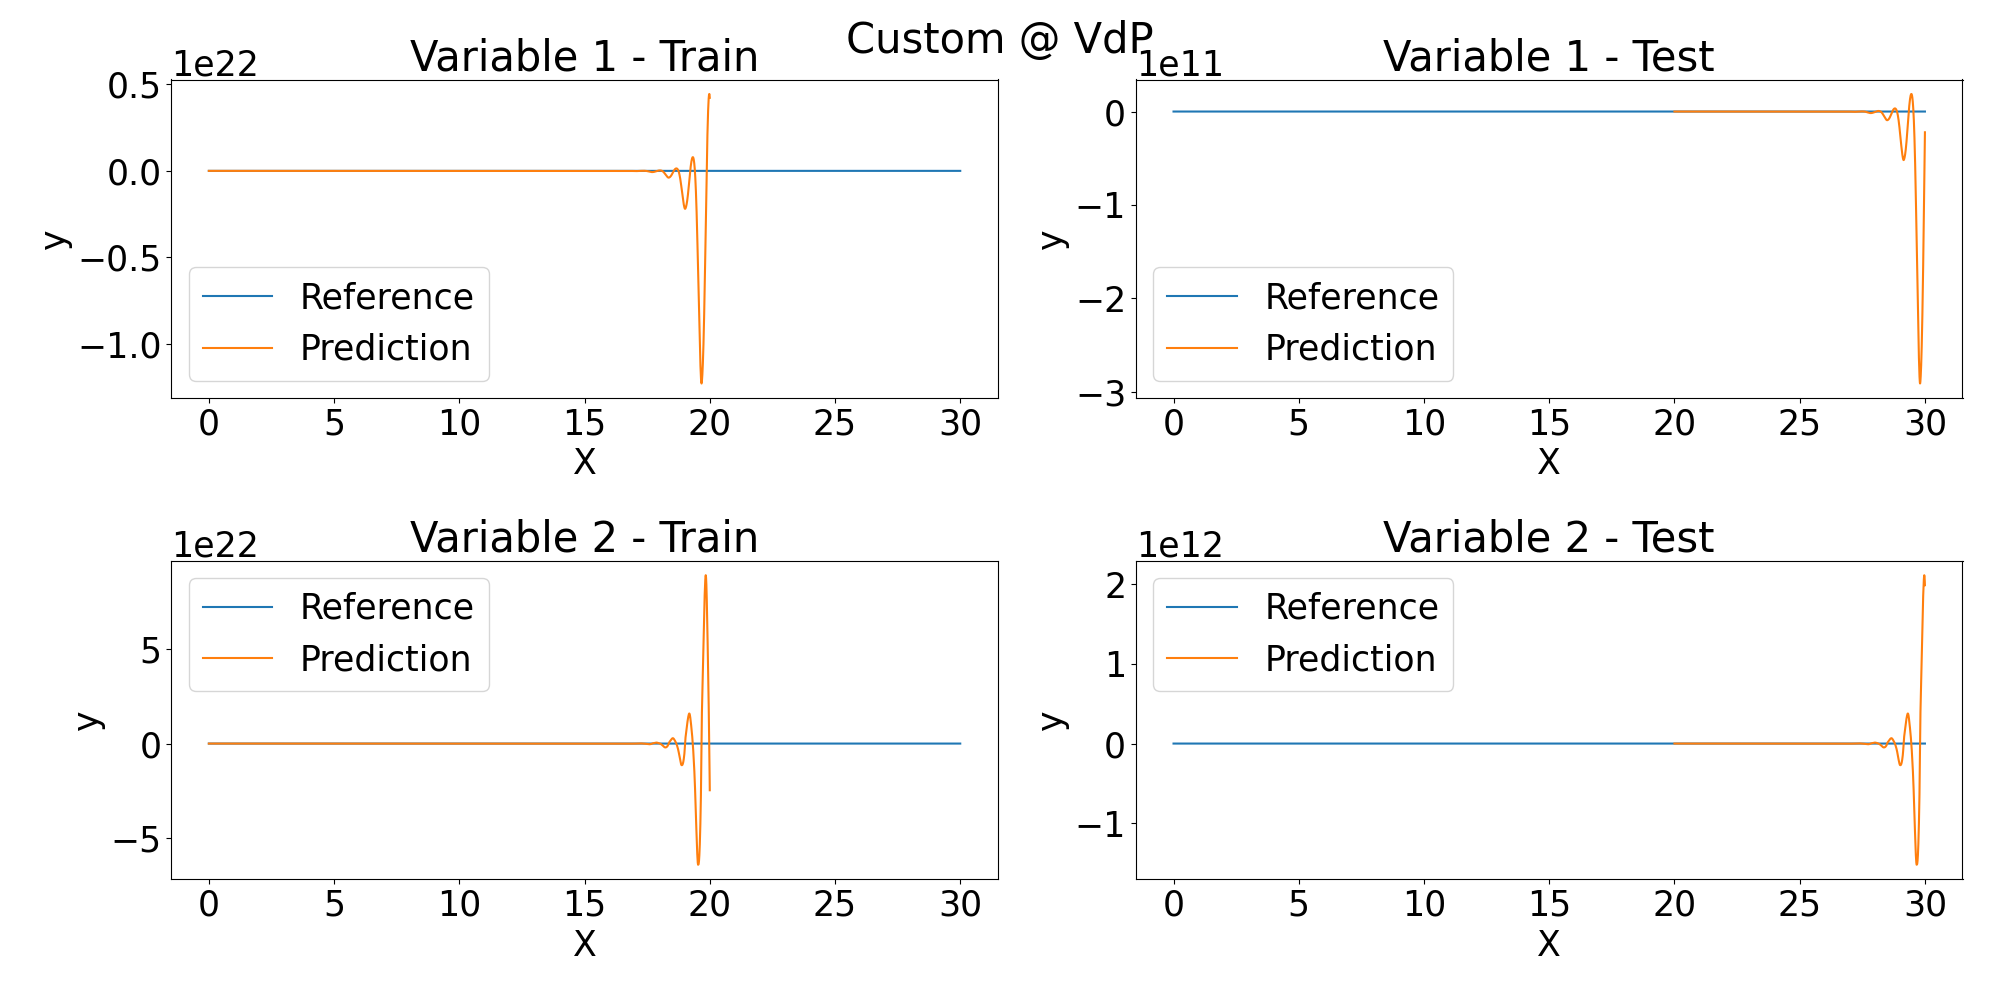 Custom @ VdP
Variable 1 - Train
1e22
0.5
0.0
−0.5
−1.0
y
Reference
Prediction
0 5 10 15 20 25 30
X
Variable 1 - Test
1e11
0
−1
−2
−3
y
Reference
Prediction
0 5 10 15 20 25 30
X
Variable 2 - Train
1e22
5
0
−5
y
Reference
Prediction
0 5 10 15 20 25 30
X
Variable 2 - Test
1e12
2
1
0
−1
y
Reference
Prediction
0 5 10 15 20 25 30
X